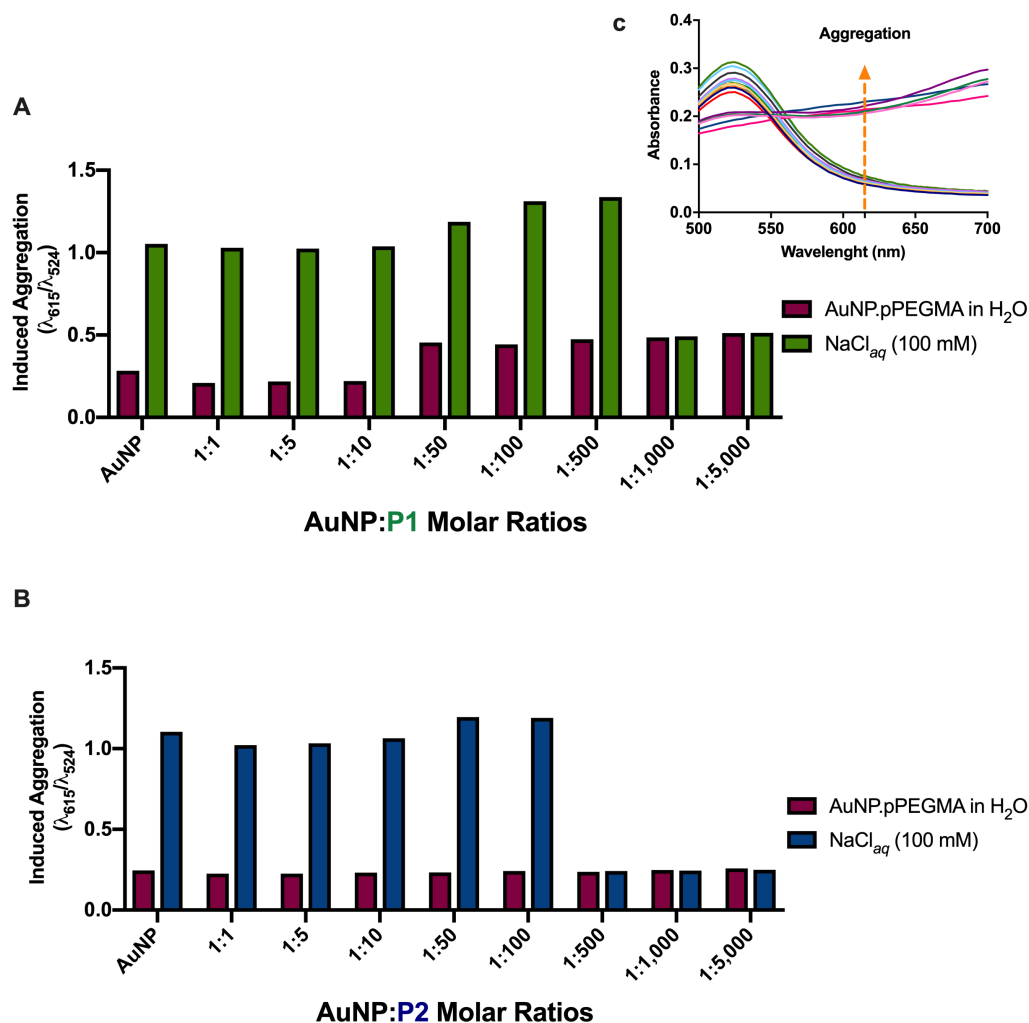 A
1.5
1.0
0.5
0.0
Induced Aggregation
(λ615/λ524)
AuNP
1:1
1:5
1:10
1:50
1:100
1:500
1:1,000
1:5,000
AuNP:P1 Molar Ratios
c
Aggregation
0.4
0.3
0.2
0.1
0.0
Absorbance
500
550
600
650
700
Wavelenght (nm)
AuNP.pPEGMA in H2O
NaClaq (100 mM)
B
1.5
1.0
0.5
0.0
Induced Aggregation
(λ615/λ524)
AuNP
1:1
1:5
1:10
1:50
1:100
1:500
1:1,000
1:5,000
AuNP:P2 Molar Ratios
AuNP.pPEGMA in H2O
NaClaq (100 mM)